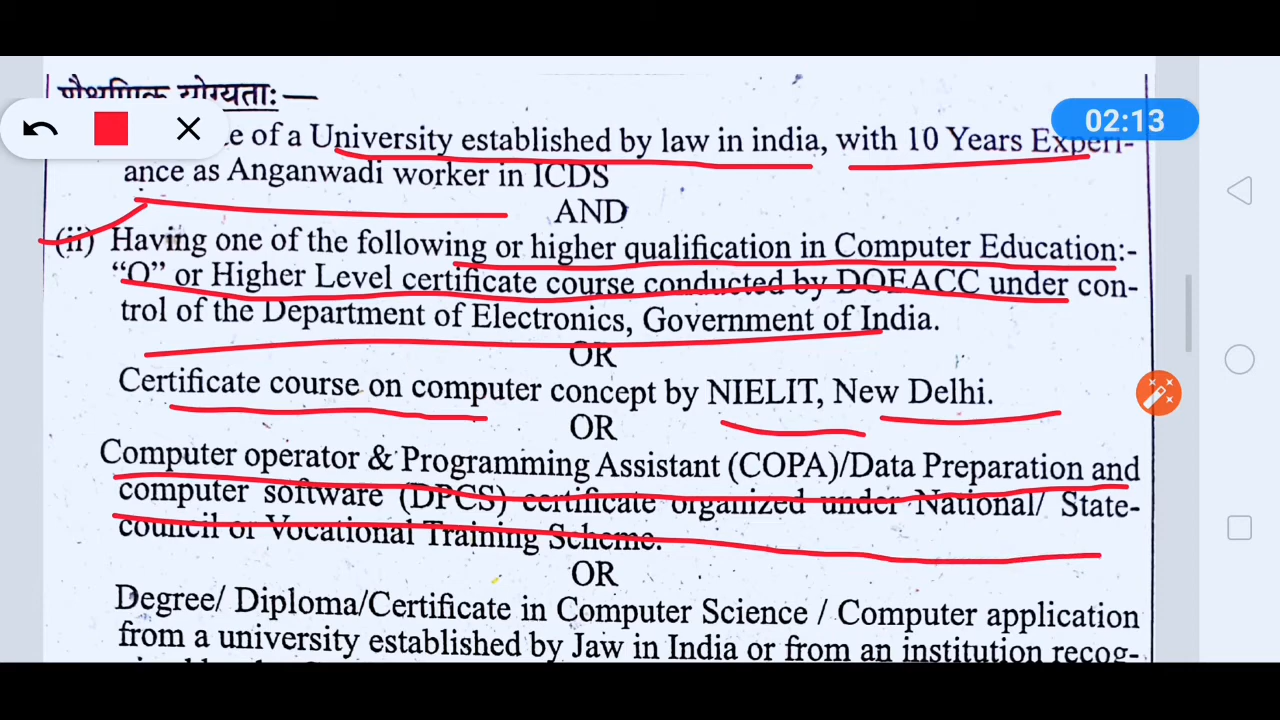 शैक्षणिक योग्यताः—
02:13
e of a University established by law in india, with 10 Years Experi-
ance as Anganwadi worker in ICDS
AND
(ii) Having one of the following or higher qualification in Computer Education:-
“O” or Higher Level certificate course conducted by DOEACC under con-
trol of the Department of Electronics, Government of India.
OR
Certificate course on computer concept by NIELIT, New Delhi.
OR
Computer operator & Programming Assistant (COPA)/Data Preparation and
computer software (DPCS) certificate organized under National/ State-
council or Vocational Training Scheme.
OR
Degree/ Diploma/Certificate in Computer Science / Computer application
from a university established by Jaw in India or from an institution recog-